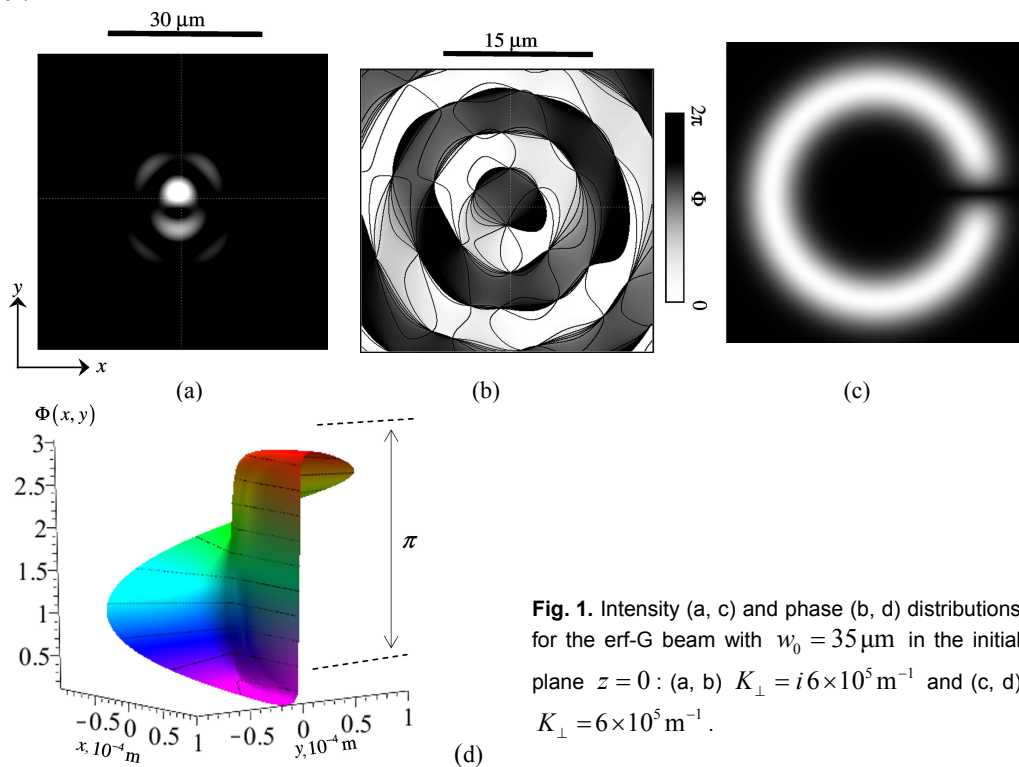 30 μm
15 μm
2π
Φ
0
y
x
(a)
(b)
(c)
Φ(x, y)
3
2.5
2
1.5
1
0.5
π
-0.5
0
0.5
1
x, 10⁻⁴ m
-0.5
0
0.5
1
y, 10⁻⁴ m
(d)
Fig. 1. Intensity (a, c) and phase (b, d) distributions
for the erf-G beam with w₀ = 35 μm in the initial
plane z = 0 : (a, b) K⊥ = i 6×10⁵ m⁻¹ and (c, d)
K⊥ = 6×10⁵ m⁻¹ .